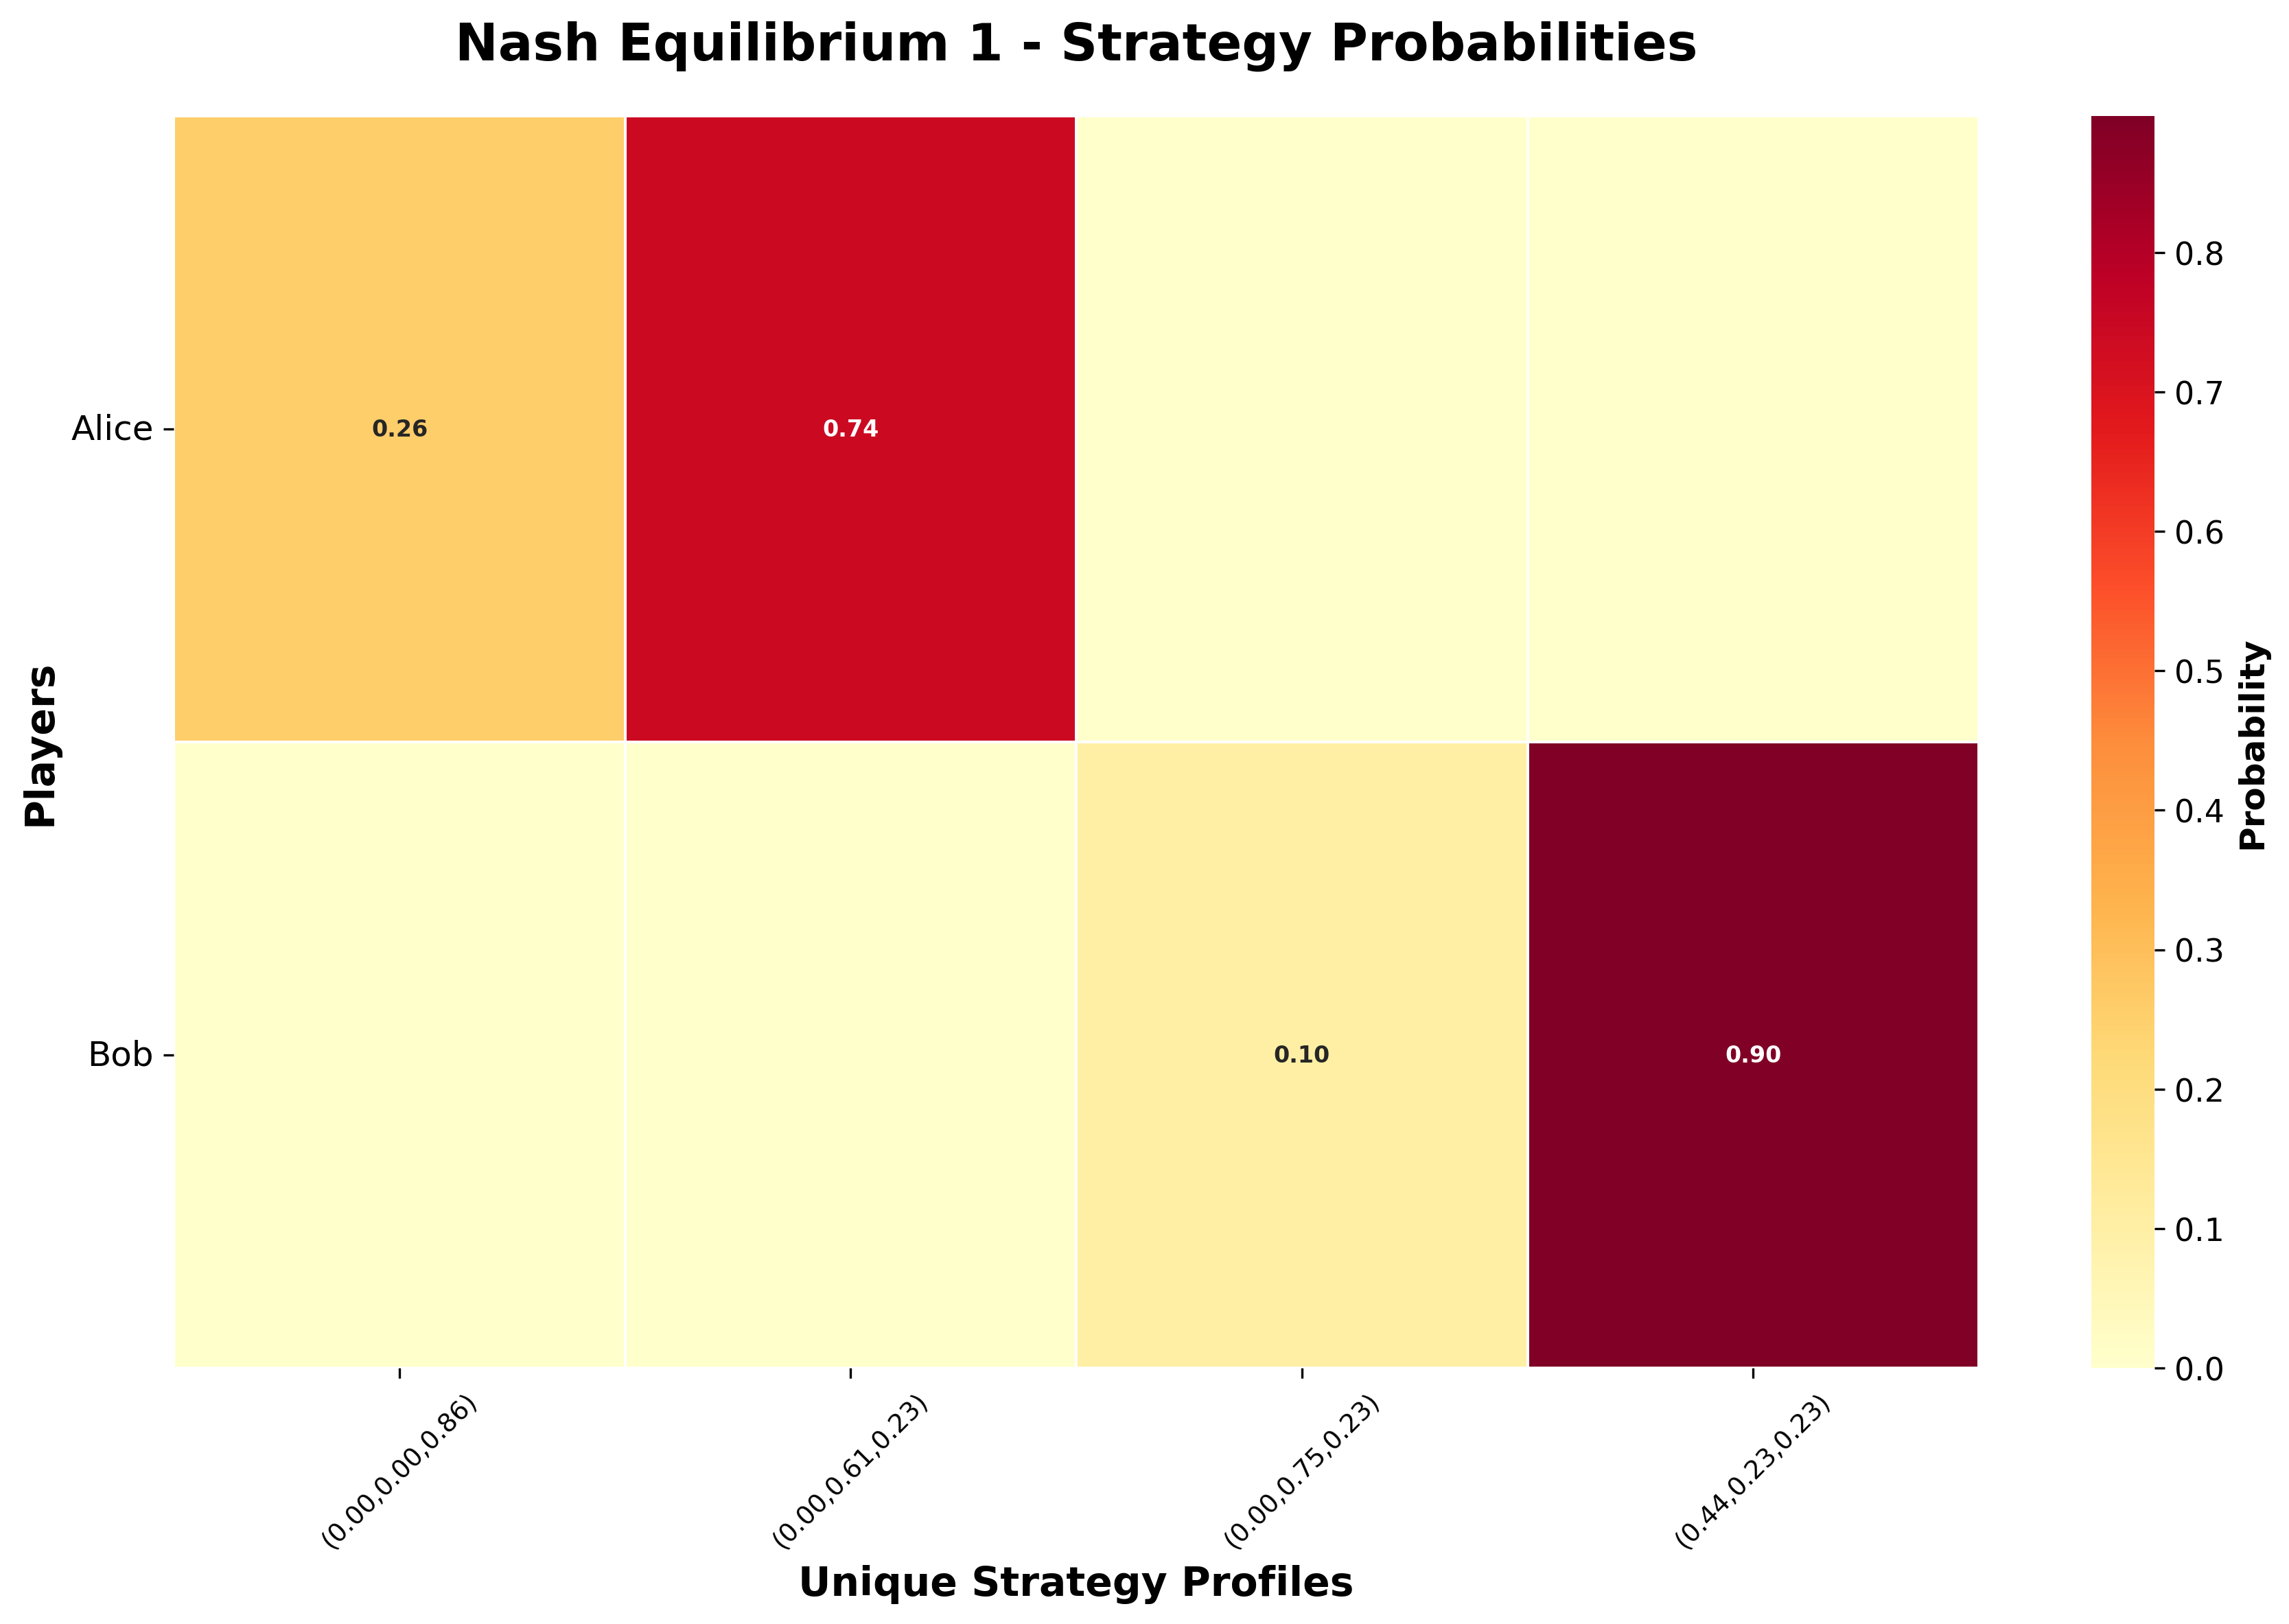 Nash Equilibrium 1 - Strategy Probabilities
Players
Alice
Bob
0.26
0.74
0.10
0.90
(0.00,0.00,0.86)
(0.00,0.61,0.23)
(0.00,0.75,0.23)
(0.44,0.23,0.23)
Unique Strategy Profiles
0.8
0.7
0.6
0.5
0.4
0.3
0.2
0.1
0.0
Probability